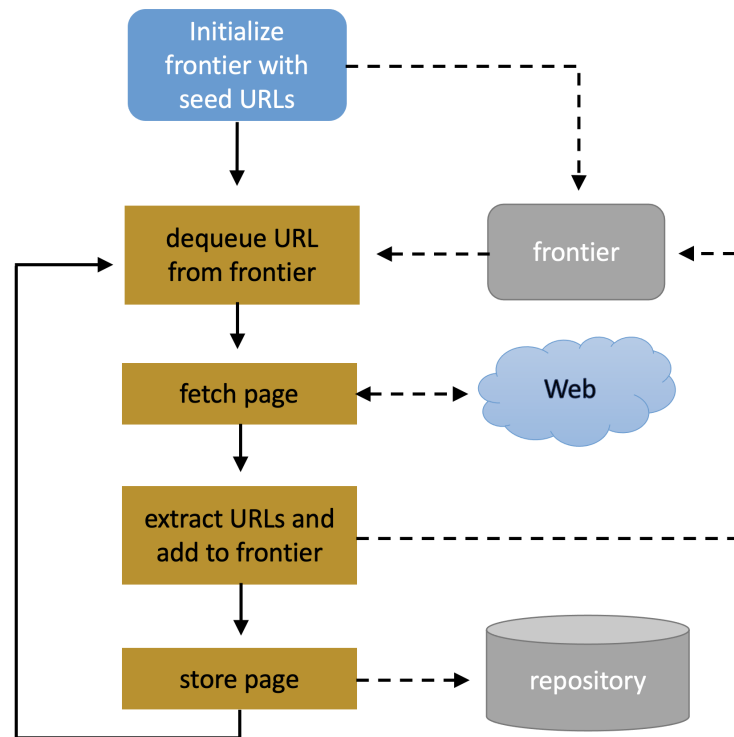 Initialize
frontier with
seed URLs
dequeue URL
from frontier
frontier
fetch page
Web
extract URLs and
add to frontier
store page
repository